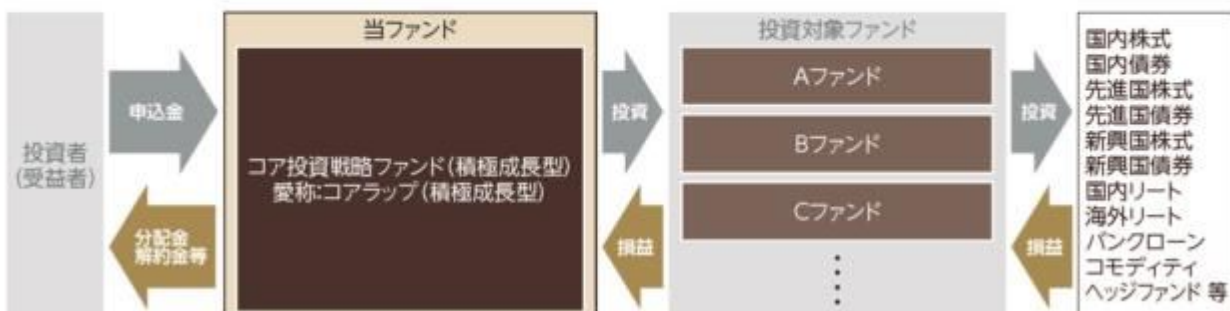 投資者
(受益者)
申込金
分配金
解約金等
当ファンド
コア投資戦略ファンド(積極成長型)
愛称:コアラップ(積極成長型)
投資
損益
投資対象ファンド
Aファンド
Bファンド
Cファンド
投資
損益
国内株式
国内債券
先進国株式
先進国債券
新興国株式
新興国債券
国内リート
海外リート
バンクローン
コモディティ
ヘッジファンド 等